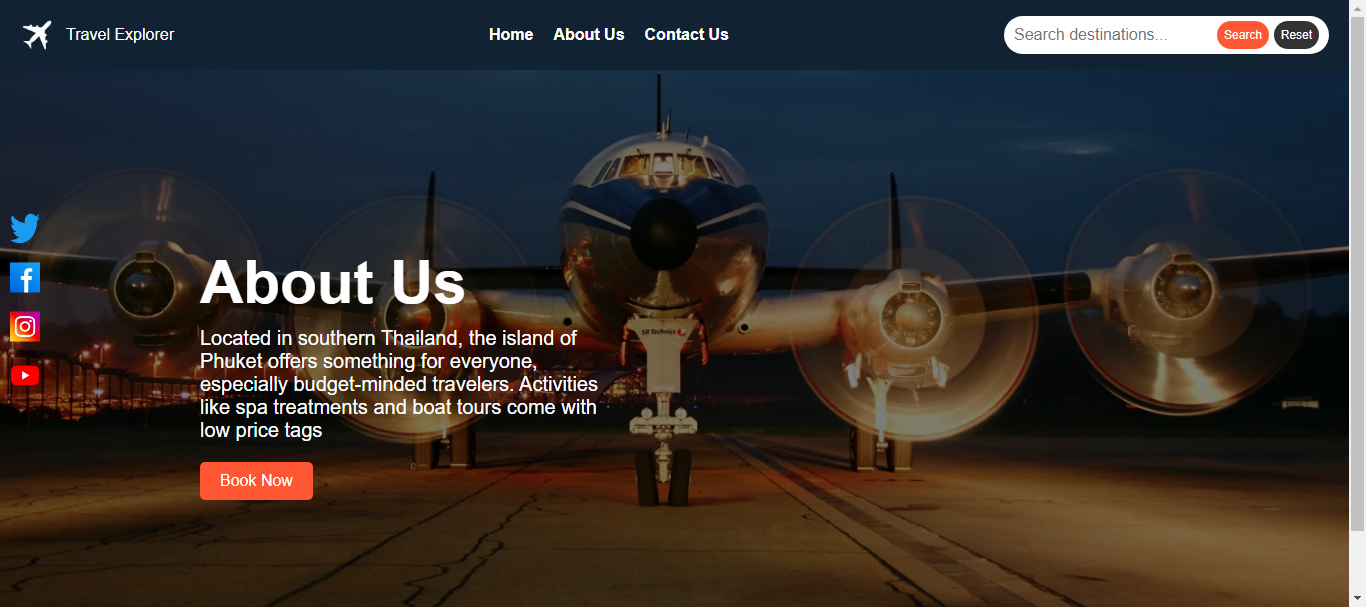 Travel Explorer
Home About Us Contact Us
Search destinations...
Search Reset
About Us
Located in southern Thailand, the island of
Phuket offers something for everyone,
especially budget-minded travelers. Activities
like spa treatments and boat tours come with
low price tags
Book Now
SR Technics